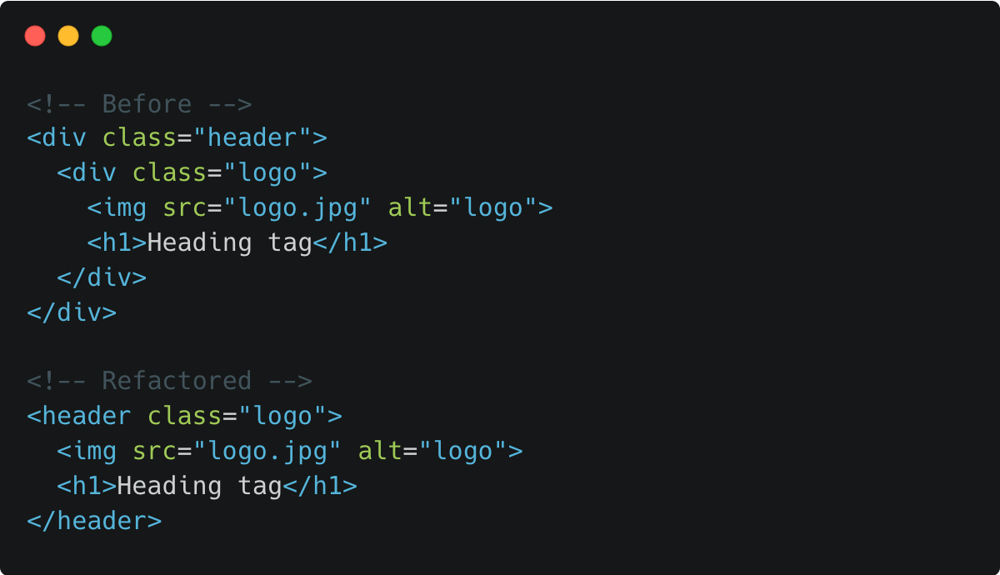 <!-- Before -->
<div class="header">
  <div class="logo">
    <img src="logo.jpg" alt="logo">
    <h1>Heading tag</h1>
  </div>
</div>

<!-- Refactored -->
<header class="logo">
  <img src="logo.jpg" alt="logo">
  <h1>Heading tag</h1>
</header>